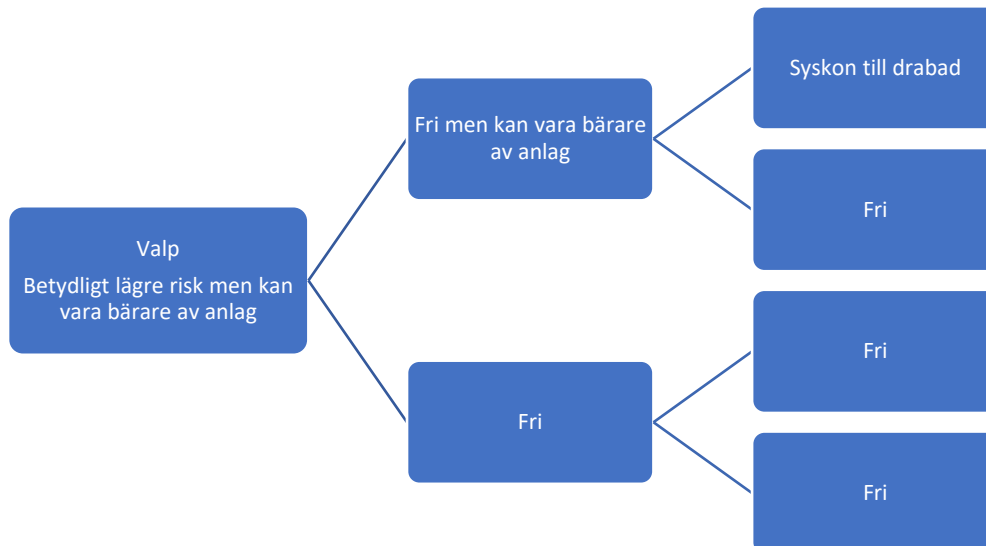 Syskon till drabad
Fri men kan vara bärare
av anlag
Fri
Valp
Betydligt lägre risk men kan
vara bärare av anlag
Fri
Fri
Fri